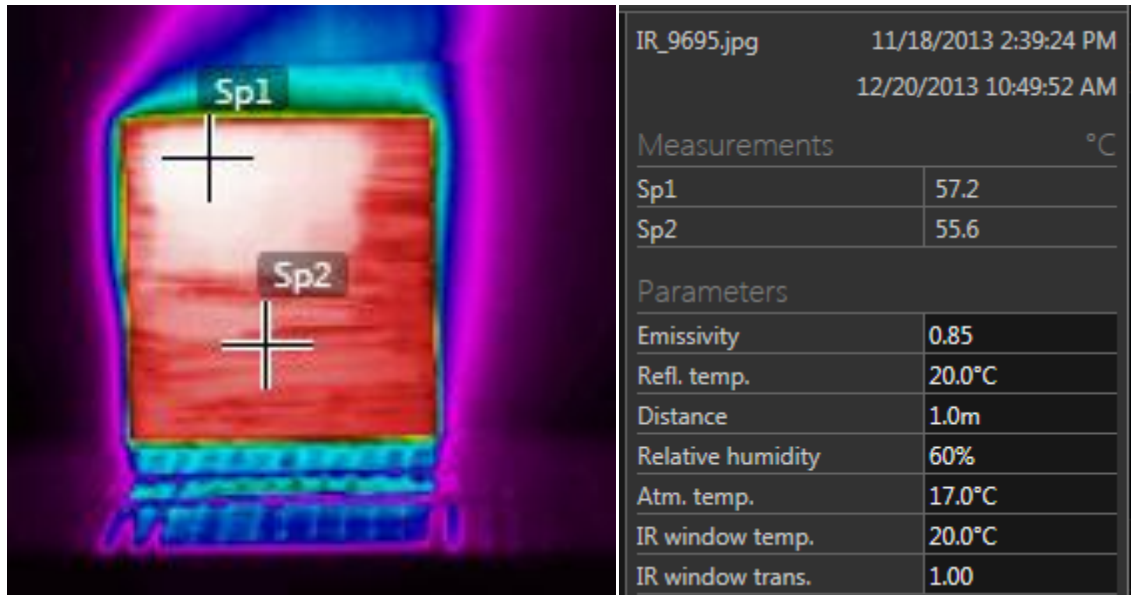 Sp1
Sp2
IR_9695.jpg 11/18/2013 2:39:24 PM
12/20/2013 10:49:52 AM
Measurements °C
Sp1 57.2
Sp2 55.6
Parameters
Emissivity 0.85
Refl. temp. 20.0°C
Distance 1.0m
Relative humidity 60%
Atm. temp. 17.0°C
IR window temp. 20.0°C
IR window trans. 1.00